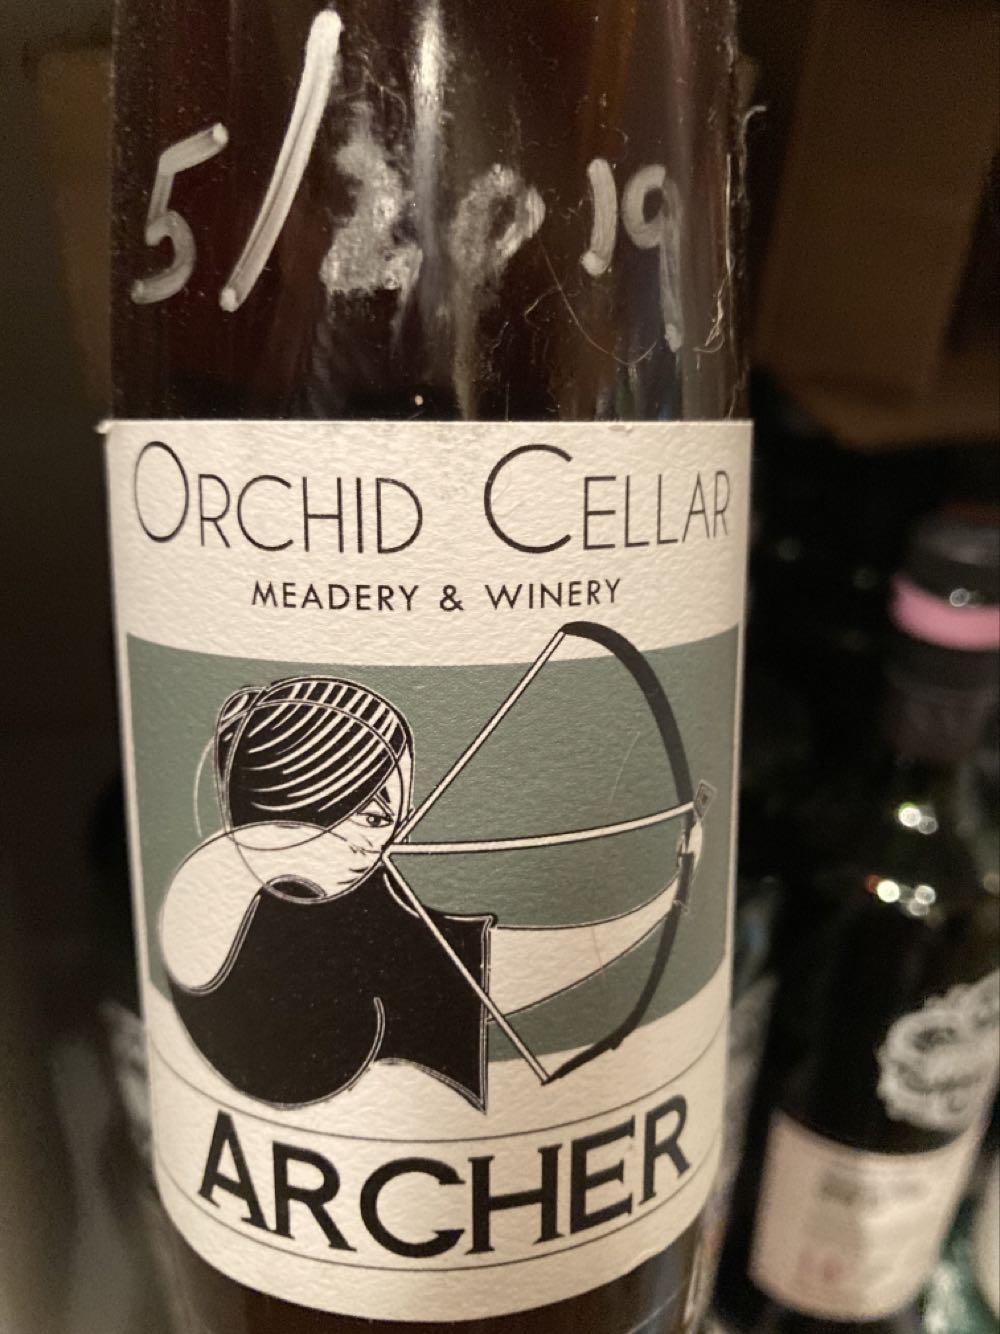 5/2019
ORCHID CELLAR
MEADERY & WINERY
ARCHER